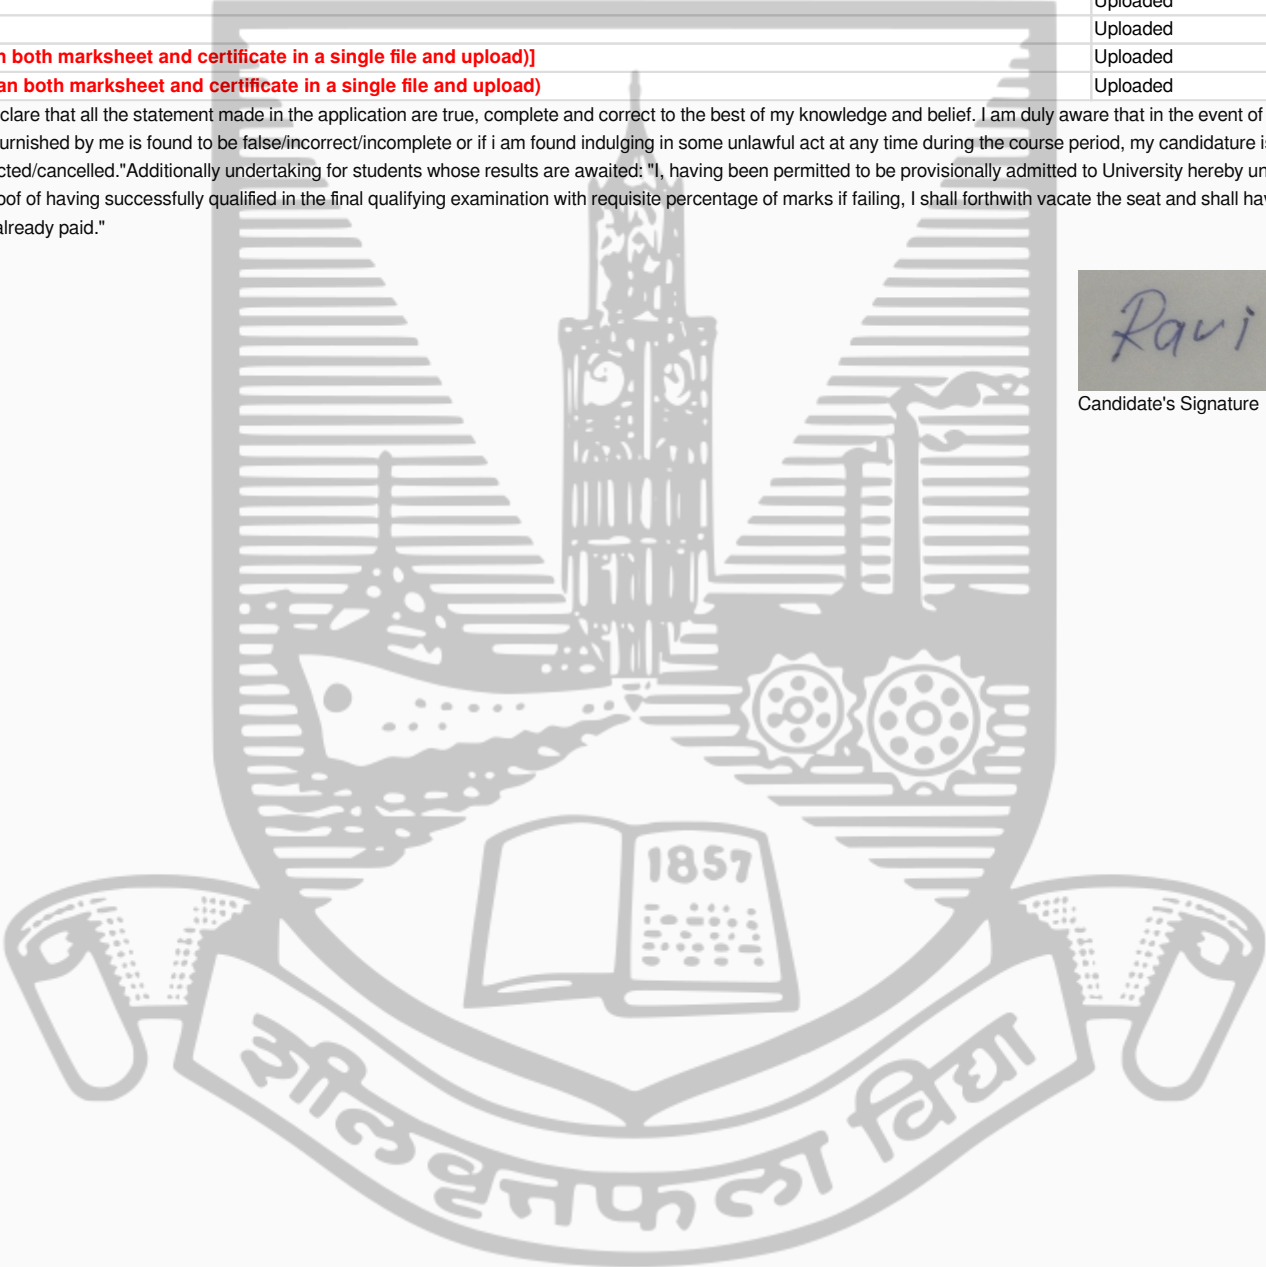 Uploaded
Uploaded
both marksheet and certificate in a single file and upload)]
Uploaded
an both marksheet and certificate in a single file and upload)
Uploaded
clare that all the statement made in the application are true, complete and correct to the best of my knowledge and belief. I am duly aware that in the event of
urnished by me is found to be false/incorrect/incomplete or if i am found indulging in some unlawful act at any time during the course period, my candidature
cted/cancelled."Additionally undertaking for students whose results are awaited: "I, having been permitted to be provisionally admitted to University hereby
oof of having successfully qualified in the final qualifying examination with requisite percentage of marks if failing, I shall forthwith vacate the seat and shall
already paid."
Ravi
Candidate's Signature
1857
शीलवृत्तफला विद्या